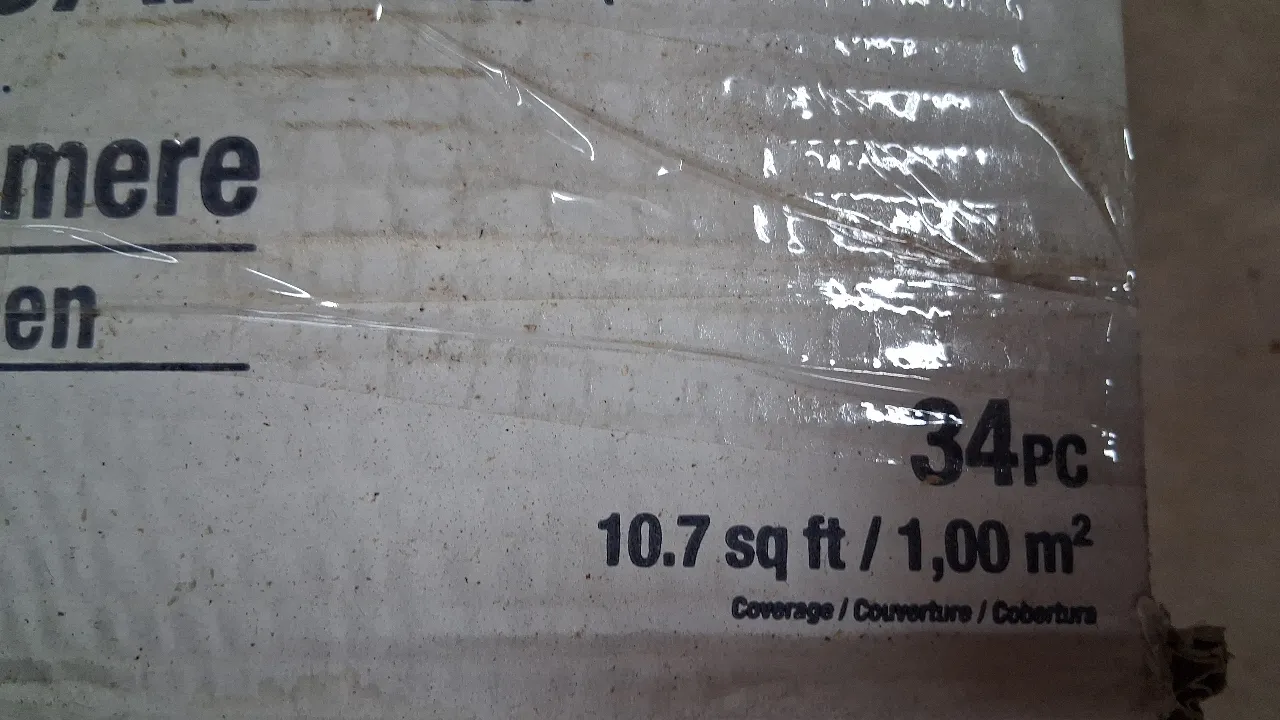 mere
en
34PC
10.7 sq ft / 1,00 m²
Coverage / Couverture / Cobertura